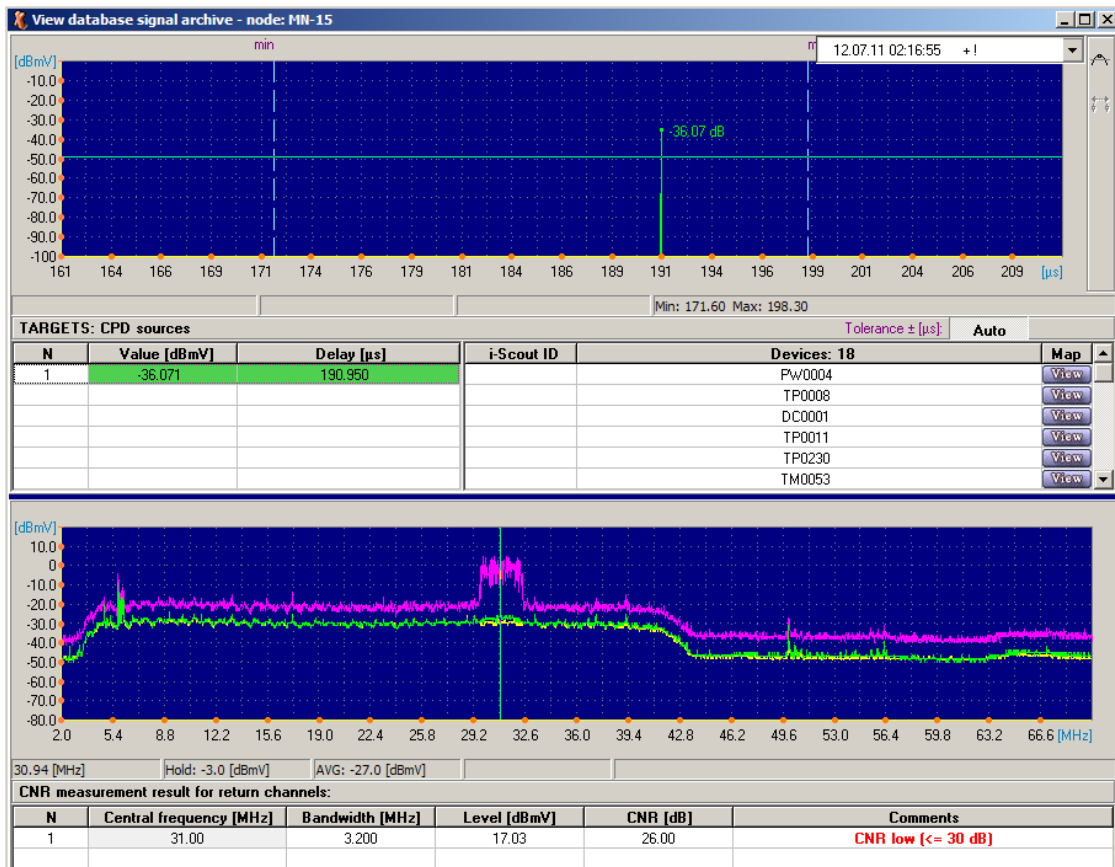 View database signal archive - node: MN-15
min
12.07.11 02:16:55 +!
[dBmV]
-10.0
-20.0
-30.0
-40.0
-50.0
-60.0
-70.0
-80.0
-90.0
-100
-36,07 dB
161 164 166 169 171 174 176 179 181 184 186 189 191 194 196 199 201 204 206 209 [µs]
Min: 171.60 Max: 198.30
TARGETS: CPD sources
Tolerance ± [µs]: Auto
N Value [dBmV] Delay [µs] i-Scout ID Devices: 18 Map
1 -36.071 190.950 PW0004 View
TP0008 View
DC0001 View
TP0011 View
TP0230 View
TM0053 View
[dBmV]
10.0
0
-10.0
-20.0
-30.0
-40.0
-50.0
-60.0
-70.0
-80.0
2.0 5.4 8.8 12.2 15.6 19.0 22.4 25.8 29.2 32.6 36.0 39.4 42.8 46.2 49.6 53.0 56.4 59.8 63.2 66.6 [MHz]
30.94 [MHz] Hold: -3.0 [dBmV] AVG: -27.0 [dBmV]
CNR measurement result for return channels:
N Central frequency [MHz] Bandwidth [MHz] Level [dBmV] CNR [dB] Comments
1 31.00 3.200 17.03 26.00 CNR low (<= 30 dB)